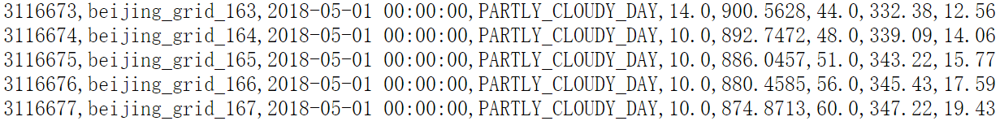 3116673,beijing_grid_163,2018-05-01 00:00:00,PARTLY_CLOUDY_DAY,14.0,900.5628,44.0,332.38,12.56
3116674,beijing_grid_164,2018-05-01 00:00:00,PARTLY_CLOUDY_DAY,10.0,892.7472,48.0,339.09,14.06
3116675,beijing_grid_165,2018-05-01 00:00:00,PARTLY_CLOUDY_DAY,10.0,886.0457,51.0,343.22,15.77
3116676,beijing_grid_166,2018-05-01 00:00:00,PARTLY_CLOUDY_DAY,10.0,880.4585,56.0,345.43,17.59
3116677,beijing_grid_167,2018-05-01 00:00:00,PARTLY_CLOUDY_DAY,10.0,874.8713,60.0,347.22,19.43